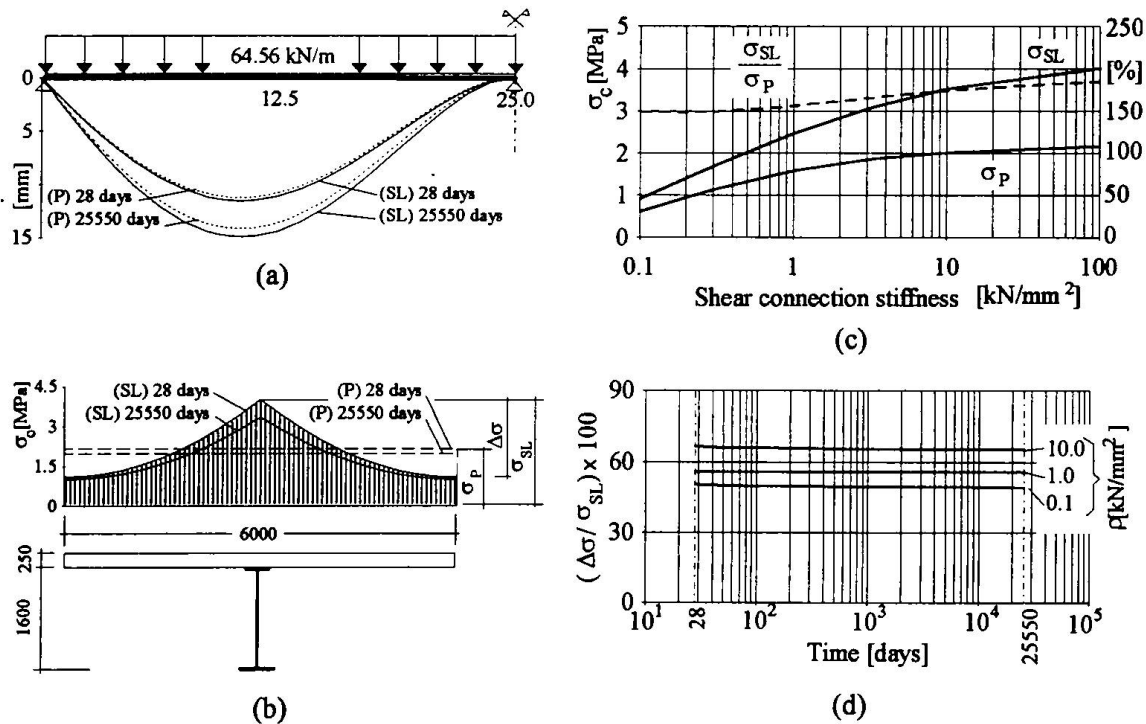 64.56 kN/m
0
12.5
25.0
5
[mm]
15
(P) 28 days
(P) 25550 days
(SL) 28 days
(SL) 25550 days
(a)
σc [MPa]
5
4
3
2
1
0
σSL
σP
σSL
σP
250
[%]
150
100
50
0
0.1
1
10
100
Shear connection stiffness [kN/mm²]
(c)
σc [MPa]
4.5
3
1.5
0
(SL) 28 days
(SL) 25550 days
(P) 28 days
(P) 25550 days
Δσ
σSL
σP
6000
250
1600
(b)
(Δσ/σSL) x 100
90
60
30
0
10.0
1.0
0.1
ρ[kN/mm²]
10¹
28
10²
10³
10⁴
25550
10⁵
Time [days]
(d)